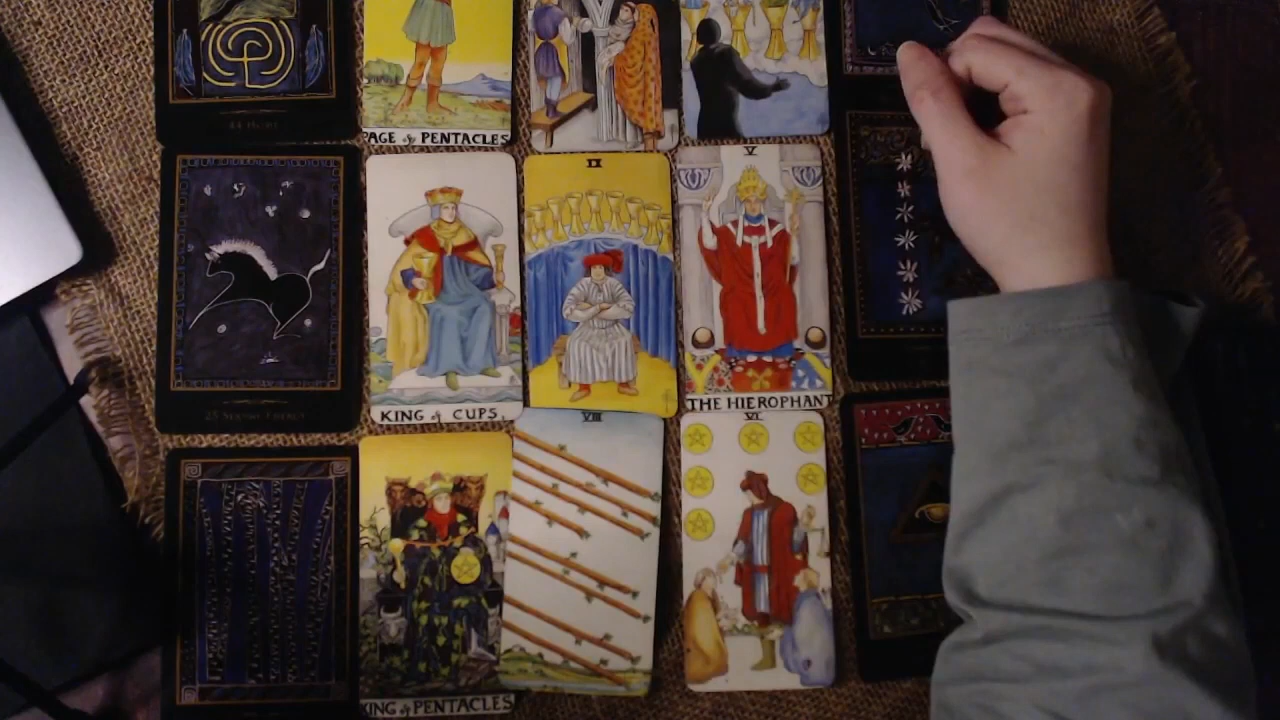 PAGE of PENTACLES
II
V
KING of CUPS
THE HIEROPHANT
VIII
VI
KING of PENTACLES